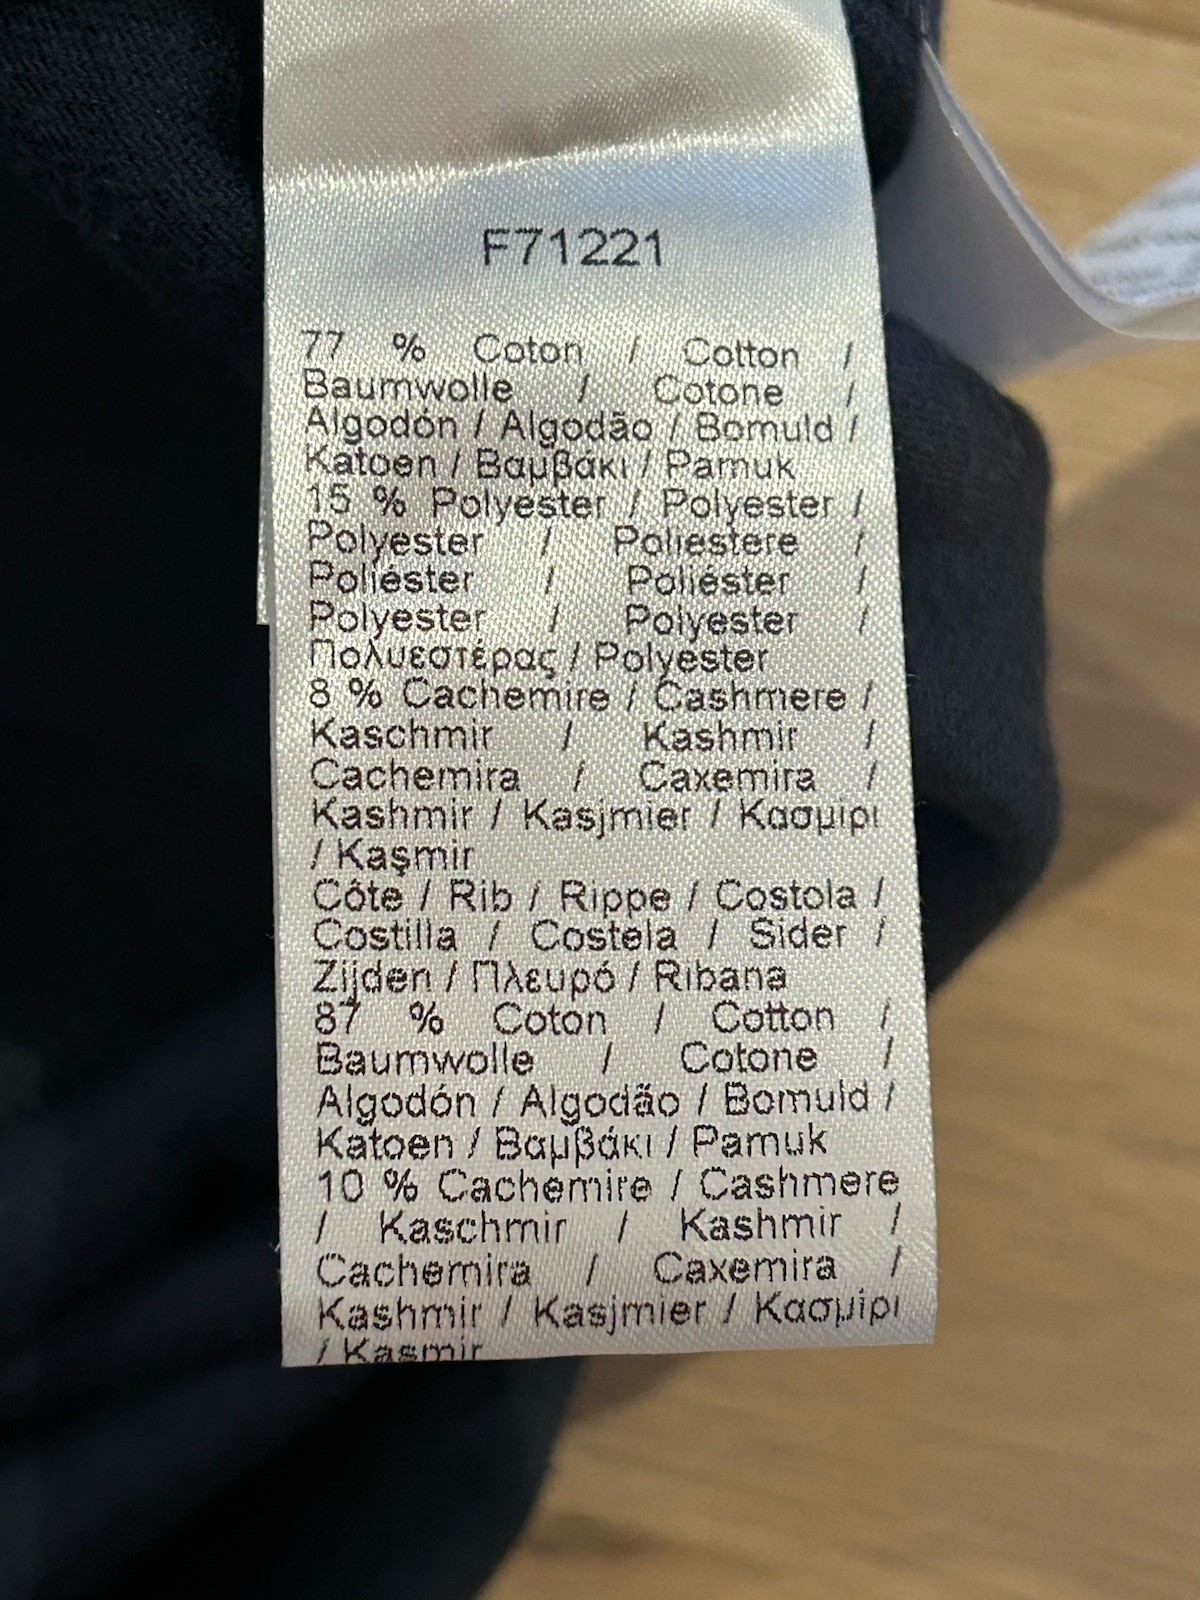 F71221
77 % Coton / Cotton /
Baumwolle / Cotone /
Algodón / Algodão / Bomuld /
Katoen / Βαμβάκι / Pamuk
15 % Polyester / Polyester /
Polyester / Poliestere /
Poliéster / Poliéster /
Polyester / Polyester /
Πολυεστέρας / Polyester
8 % Cachemire / Cashmere /
Kaschmir / Kashmir /
Cachemira / Caxemira /
Kashmir / Kasjmier / Κασμιρι
/ Kaşmir
Côte / Rib / Rippe / Costola /
Costilla / Costela / Sider /
Zijden / Πλευρό / Ribana
87 % Coton / Cotton /
Baumwolle / Cotone /
Algodón / Algodão / Bomuld /
Katoen / Βαμβάκι / Pamuk
10 % Cachemire / Cashmere
/ Kaschmir / Kashmir /
Cachemira / Caxemira /
Kashmir / Kasjmier / Κασμίρι
/ Kaşmir